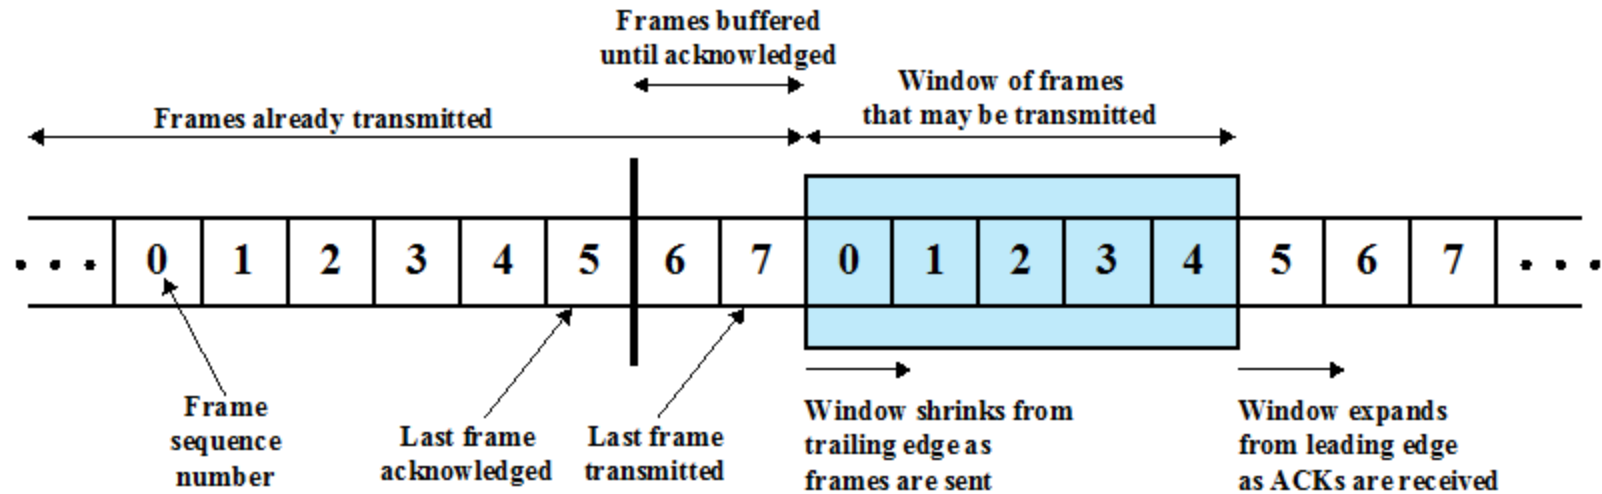 Frames buffered
until acknowledged
Window of frames
that may be transmitted
Frames already transmitted
• • • 0 1 2 3 4 5 6 7 0 1 2 3 4 5 6 7 • • •
Frame
sequence
number
Last frame
acknowledged
Last frame
transmitted
Window shrinks from
trailing edge as
frames are sent
Window expands
from leading edge
as ACKs are received